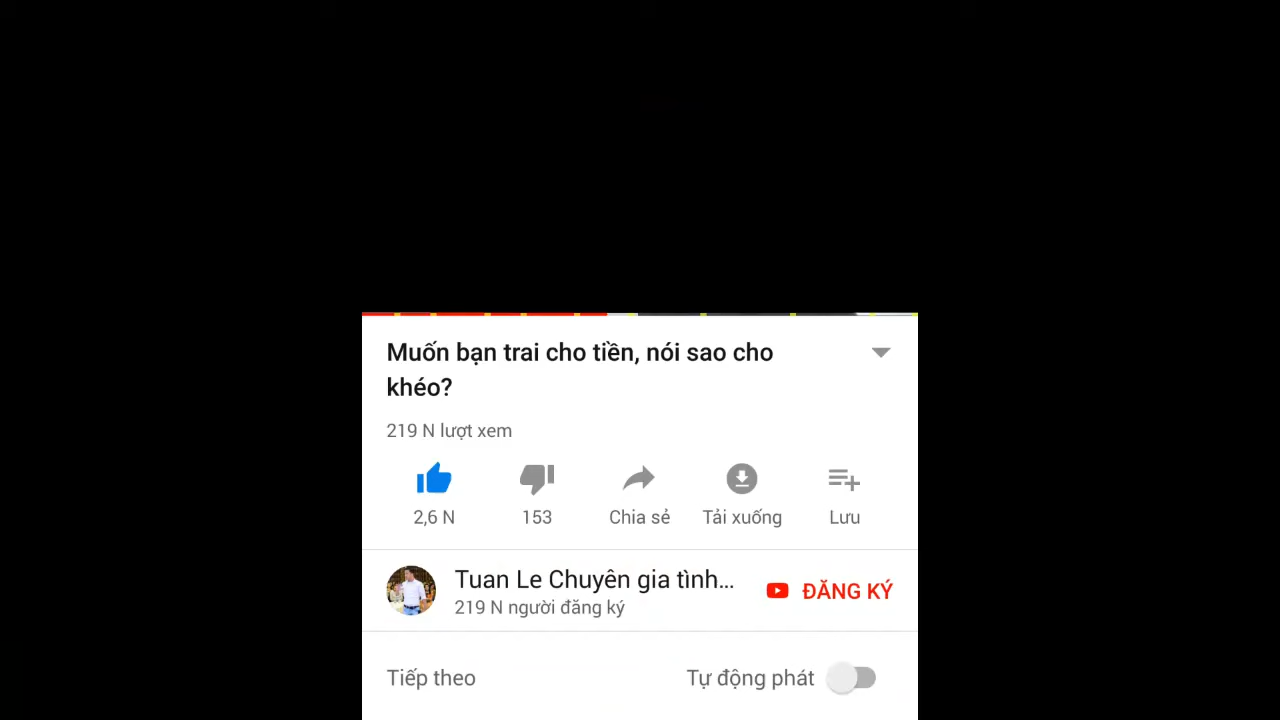 Muốn bạn trai cho tiền, nói sao cho
khéo?
219 N lượt xem
2,6 N 153 Chia sẻ Tải xuống Lưu
Tuan Le Chuyên gia tình...
ĐĂNG KÝ
219 N người đăng ký
Tiếp theo Tự động phát